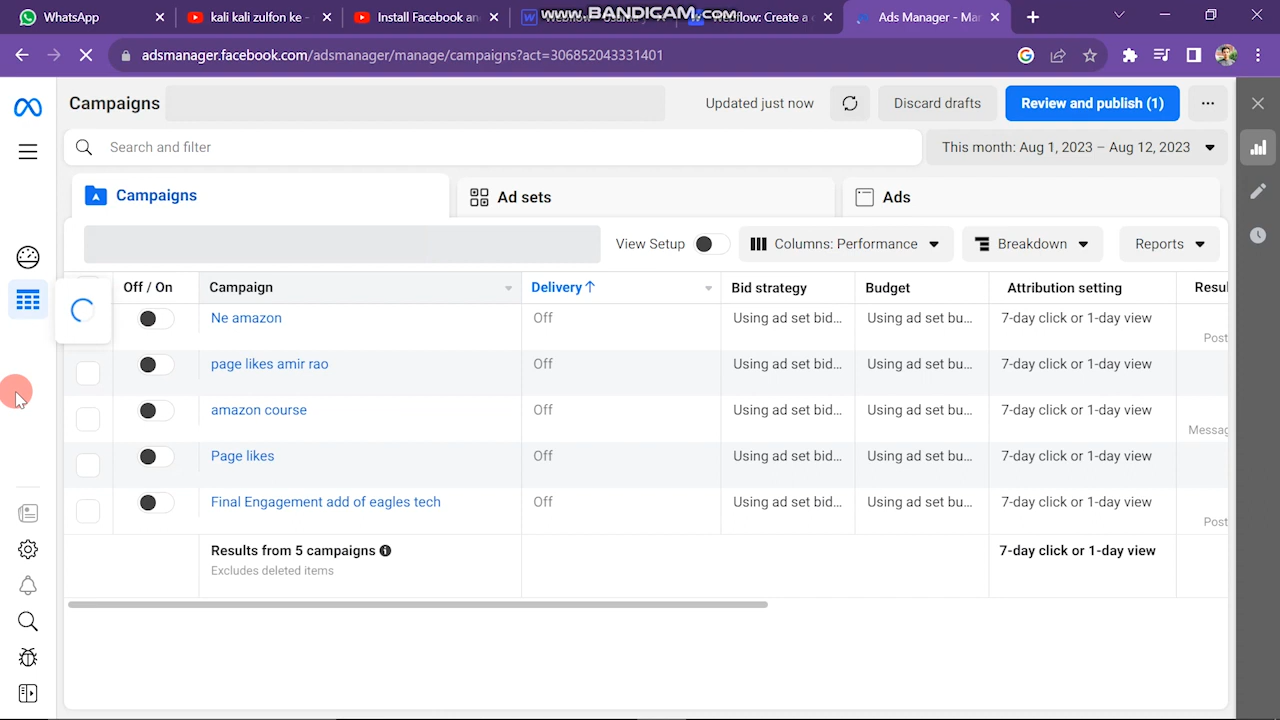 WhatsApp
kali kali zulfon ke -
Install Facebook an
www.BANDICAM.com
flow: Create a c
Ads Manager - Man
adsmanager.facebook.com/adsmanager/manage/campaigns?act=306852043331401
Campaigns
Updated just now
Discard drafts
Review and publish (1)
Search and filter
This month: Aug 1, 2023 – Aug 12, 2023
Campaigns
Ad sets
Ads
View Setup
Columns: Performance
Breakdown
Reports
Off / On
Campaign
Delivery↑
Bid strategy
Budget
Attribution setting
Resul
Ne amazon
Off
Using ad set bid...
Using ad set bu...
7-day click or 1-day view
Post
page likes amir rao
Off
Using ad set bid...
Using ad set bu...
7-day click or 1-day view
amazon course
Off
Using ad set bid...
Using ad set bu...
7-day click or 1-day view
Messag
Page likes
Off
Using ad set bid...
Using ad set bu...
7-day click or 1-day view
Final Engagement add of eagles tech
Off
Using ad set bid...
Using ad set bu...
7-day click or 1-day view
Post
Results from 5 campaigns
7-day click or 1-day view
Excludes deleted items